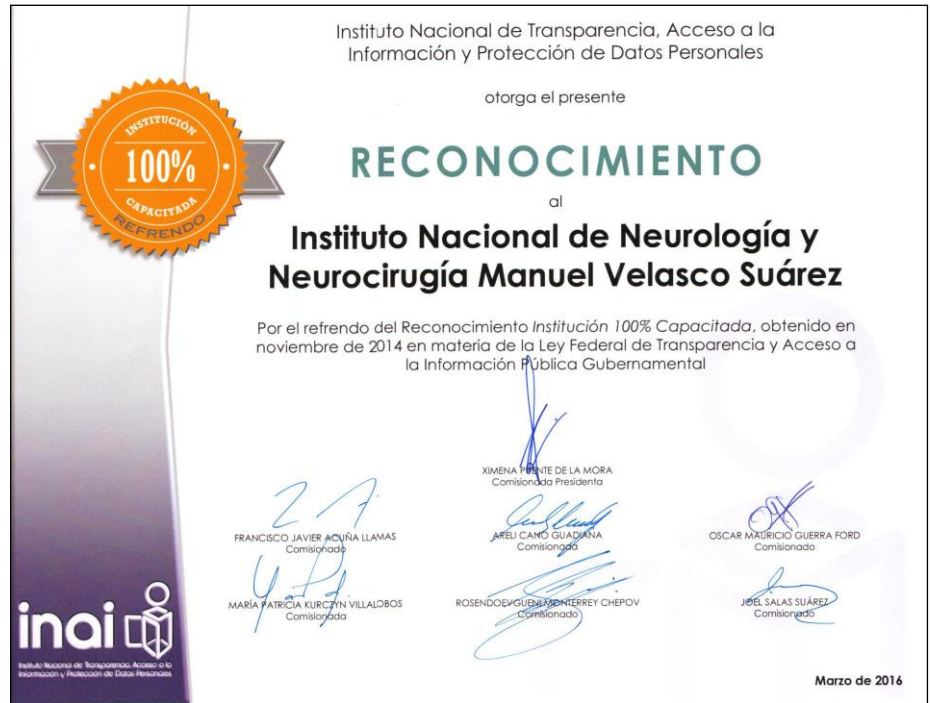 Instituto Nacional de Transparencia, Acceso a la
Información y Protección de Datos Personales
otorga el presente
INSTITUCIÓN
100%
CAPACITADA
REFRENDO
RECONOCIMIENTO
al
Instituto Nacional de Neurología y
Neurocirugía Manuel Velasco Suárez
Por el refrendo del Reconocimiento Institución 100% Capacitada, obtenido en
noviembre de 2014 en materia de la Ley Federal de Transparencia y Acceso a
la Información Pública Gubernamental
XIMENA PUENTE DE LA MORA
Comisionada Presidenta
FRANCISCO JAVIER ACUÑA LLAMAS
Comisionado
ARELI CANO GUADIANA
Comisionada
OSCAR MAURICIO GUERRA FORD
Comisionado
MARÍA PATRICIA KURCZYN VILLALOBOS
Comisionada
ROSENDOEVGUENI MONTERREY CHEPOV
Comisionado
JOEL SALAS SUÁREZ
Comisionado
inai
Instituto Nacional de Transparencia, Acceso a la
Información y Protección de Datos Personales
Marzo de 2016